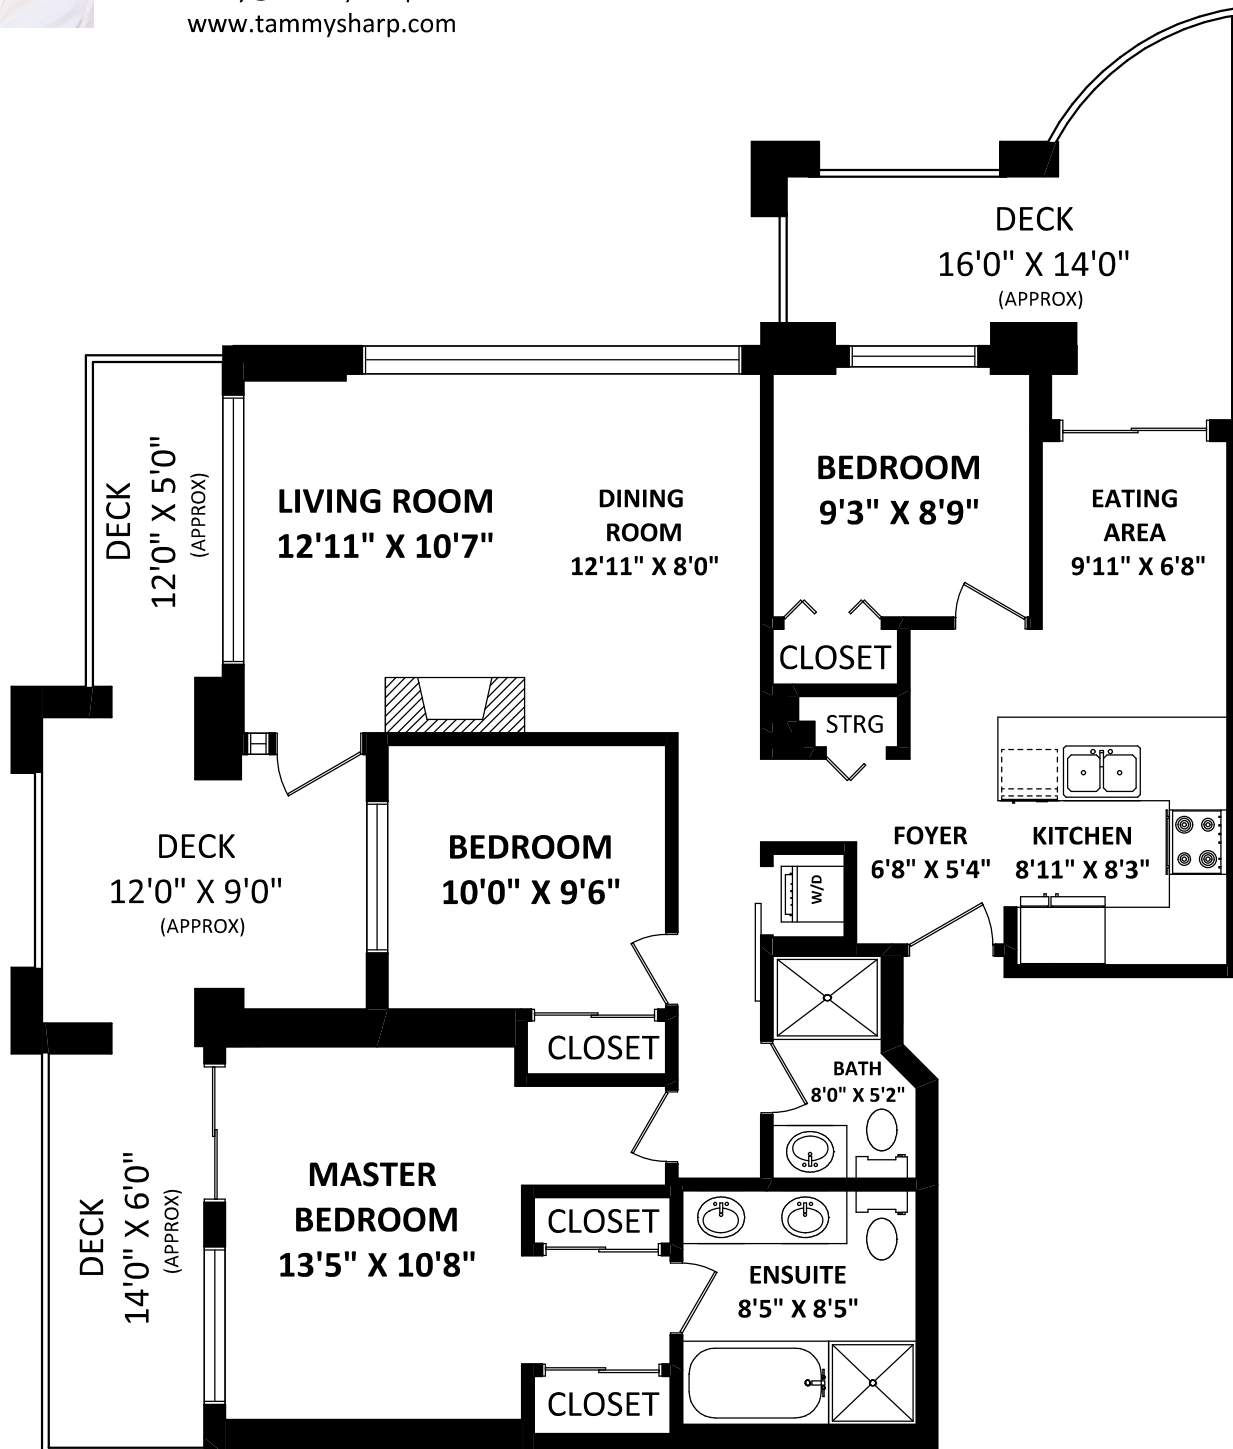 www.tammysharp.com
DECK
16'0" X 14'0"
(APPROX)
DECK
12'0" X 5'0"
(APPROX)
LIVING ROOM
12'11" X 10'7"
DINING
ROOM
12'11" X 8'0"
BEDROOM
9'3" X 8'9"
EATING
AREA
9'11" X 6'8"
CLOSET
STRG
DECK
12'0" X 9'0"
(APPROX)
BEDROOM
10'0" X 9'6"
W/D
FOYER
6'8" X 5'4"
KITCHEN
8'11" X 8'3"
CLOSET
BATH
8'0" X 5'2"
DECK
14'0" X 6'0"
(APPROX)
MASTER
BEDROOM
13'5" X 10'8"
CLOSET
ENSUITE
8'5" X 8'5"
CLOSET